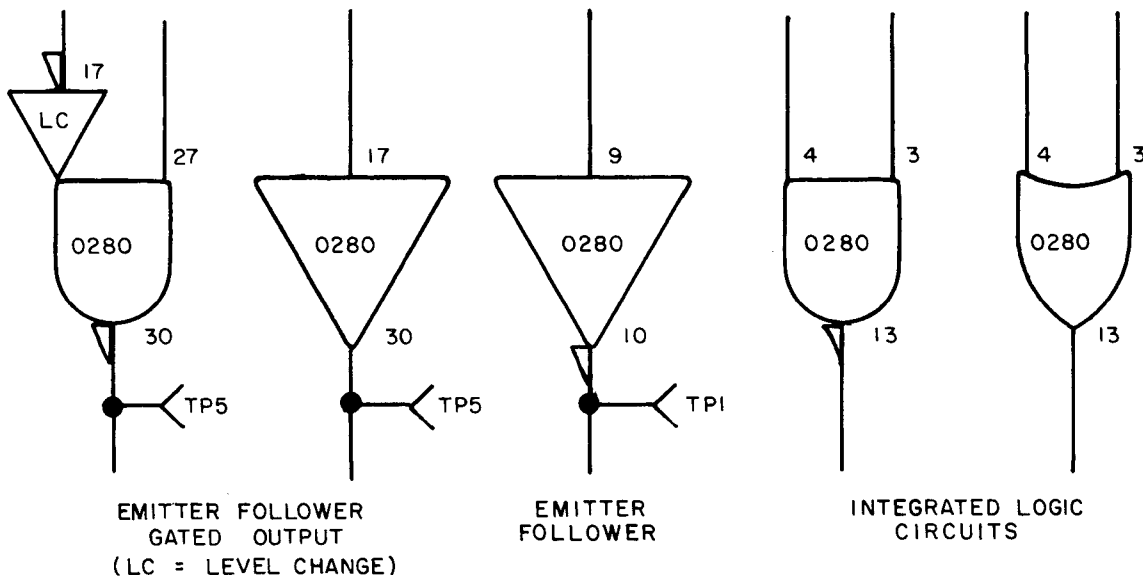 17
LC
27
17
9
4
3
4
3
0280
0280
0280
0280
0280
30
30
10
13
13
TP5
TP5
TP1
EMITTER FOLLOWER
GATED OUTPUT
(LC = LEVEL CHANGE)
EMITTER
FOLLOWER
INTEGRATED LOGIC
CIRCUITS